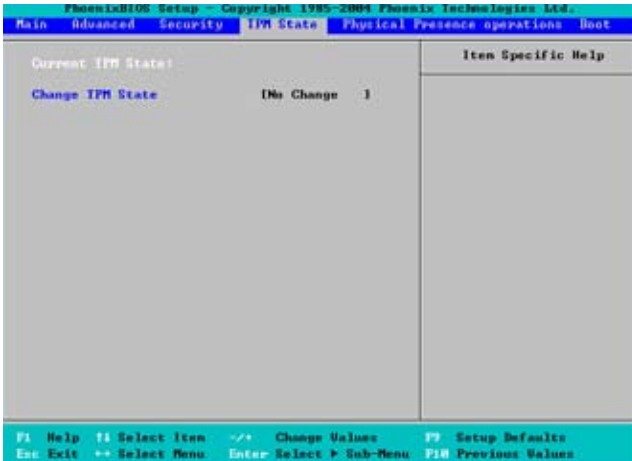 PhoenixBIOS Setup - Copyright 1985-2004 Phoenix Technologies Ltd.
Main Advanced Security TPM State Physical Presence operations Boot
Current TPM State:
Change TPM State [No Change ]
Item Specific Help
F1 Help ↑↓ Select Item -/+ Change Values F9 Setup Defaults
Esc Exit ↔ Select Menu Enter Select ▶ Sub-Menu F10 Previous Values